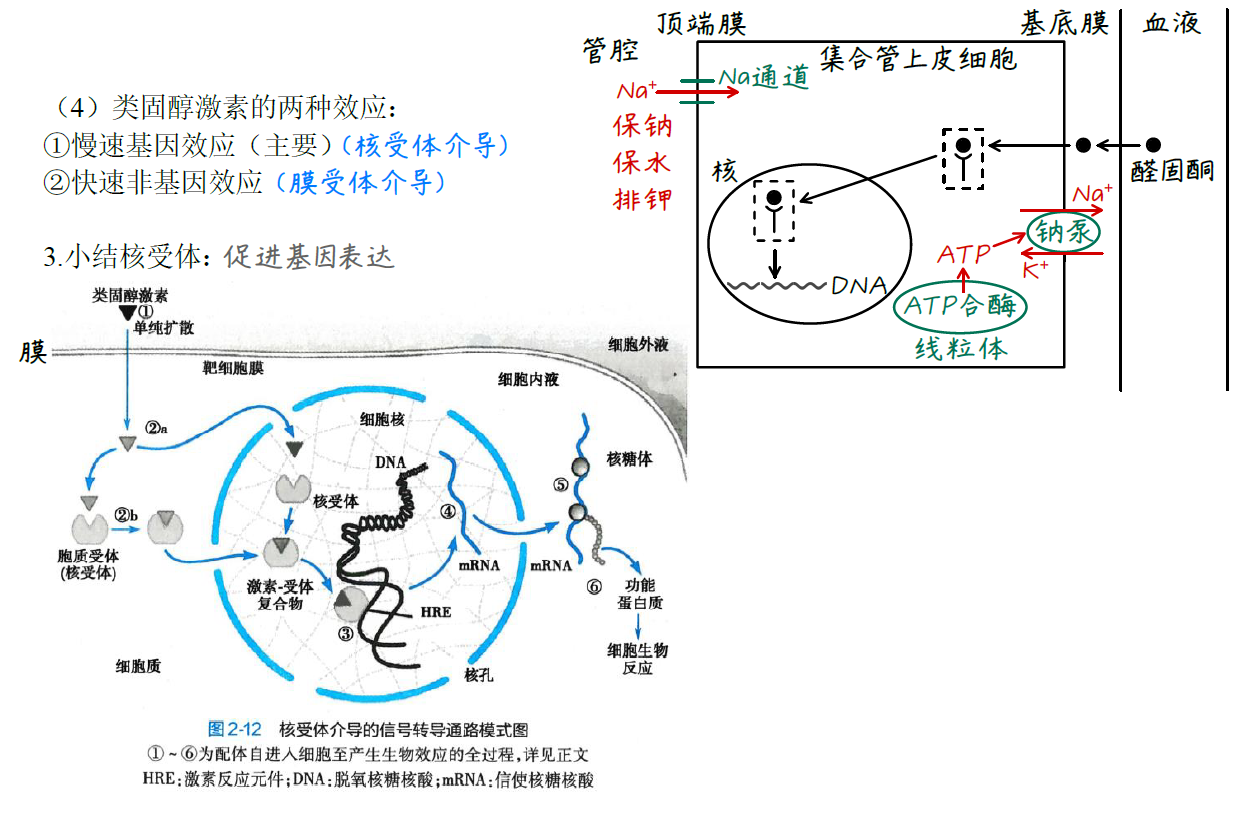 （4）类固醇激素的两种效应：
①慢速基因效应（主要）(核受体介导)
②快速非基因效应 (膜受体介导)
3.小结核受体：促进基因表达
类固醇激素
①
单纯扩散
膜
细胞外液
靶细胞膜
细胞内液
②a
细胞核
DNA
核糖体
核受体
⑤
④
②b
胞质受体
(核受体)
mRNA
mRNA
⑥
功能
蛋白质
激素-受体
复合物
HRE
③
细胞生物
反应
细胞质
核孔
图2-12 核受体介导的信号转导通路模式图
①～⑥为配体自进入细胞至产生生物效应的全过程，详见正文
HRE：激素反应元件；DNA：脱氧核糖核酸；mRNA：信使核糖核酸
顶端膜
基底膜
血液
管腔
集合管上皮细胞
Na通道
Na⁺
保钠
保水
排钾
核
醛固酮
Na⁺
钠泵
ATP
K⁺
DNA
ATP合酶
线粒体